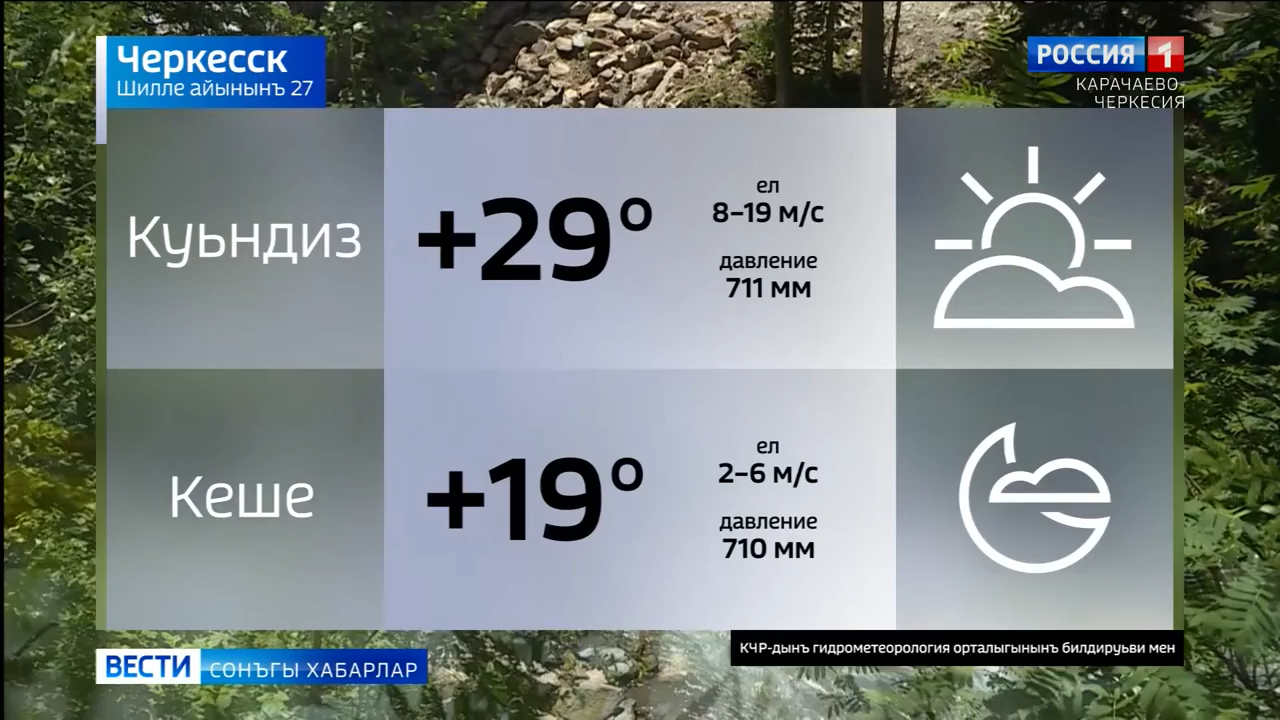 Черкесск
Шилле айынынъ 27
РОССИЯ 1
КАРАЧАЕВО-
ЧЕРКЕСИЯ
Куьндиз
+29°
ел
8–19 м/с
давление
711 мм
Кеше
+19°
ел
2–6 м/с
давление
710 мм
КЧР-дынъ гидрометеорология орталыгынынъ билдируьви мен
ВЕСТИ СОНЪГЫ ХАБАРЛАР